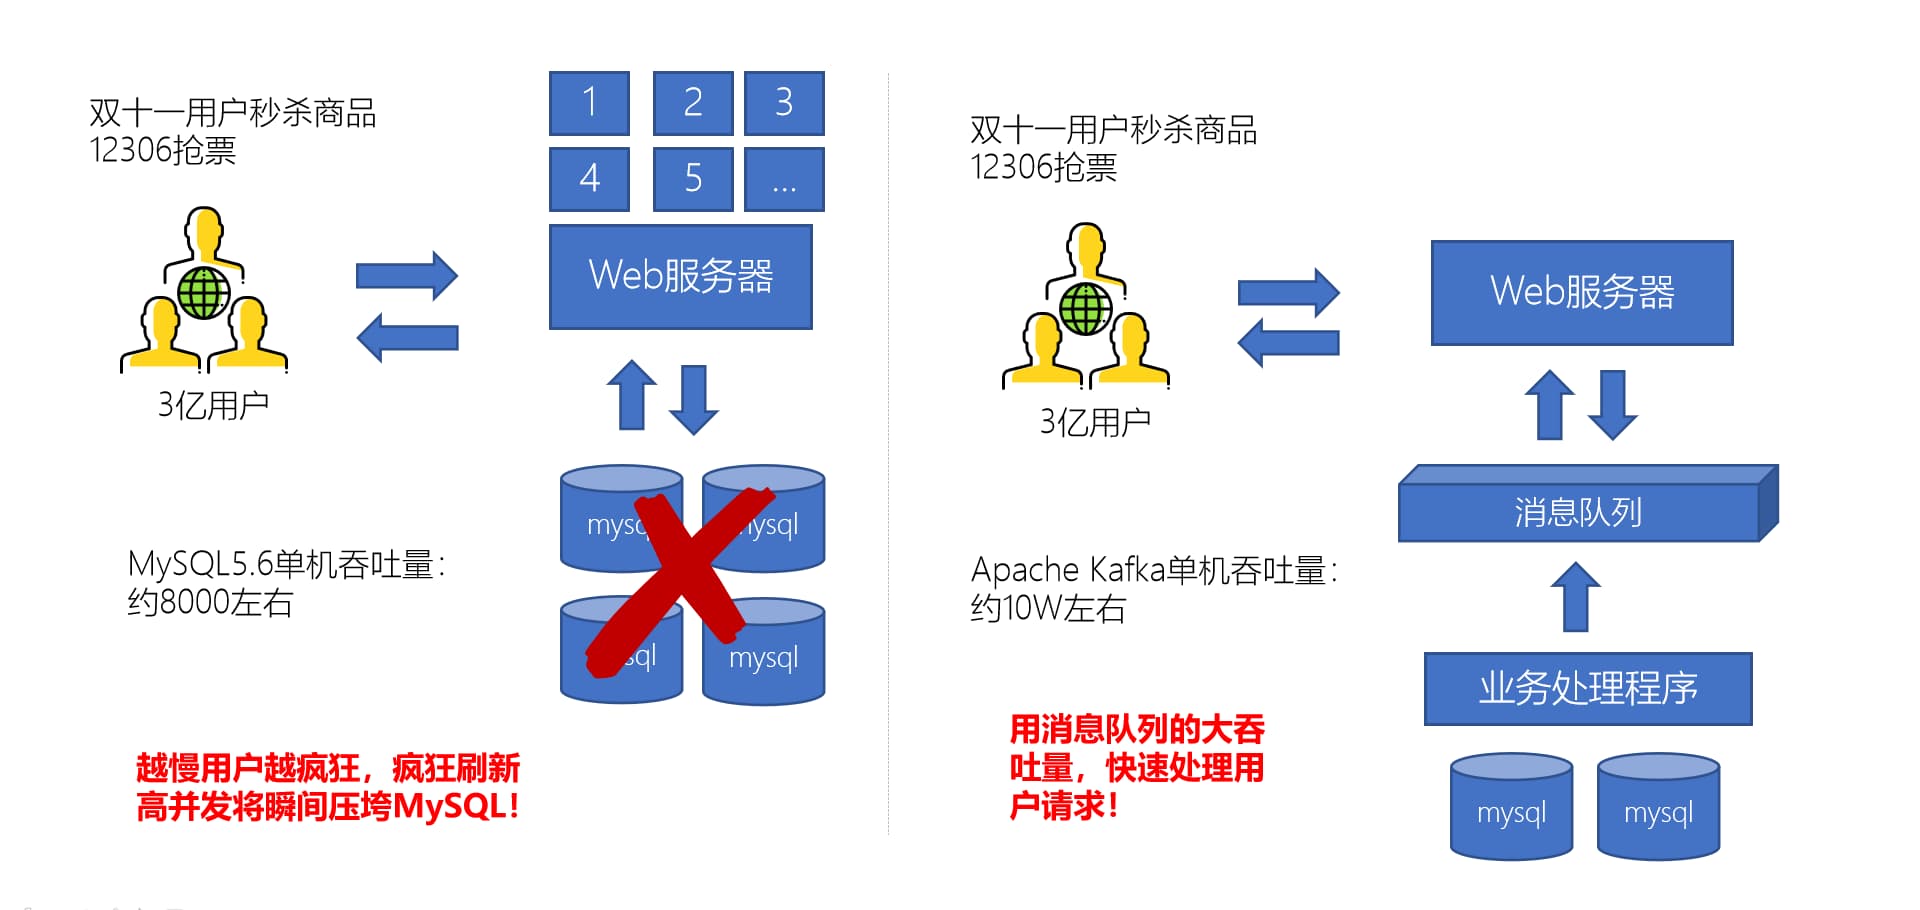 双十一用户秒杀商品
12306抢票
1
2
3
4
5
...
Web服务器
3亿用户
mysql
mysql
mysql
mysql
MySQL5.6单机吞吐量：
约8000左右
越慢用户越疯狂，疯狂刷新
高并发将瞬间压垮MySQL！
双十一用户秒杀商品
12306抢票
Web服务器
3亿用户
消息队列
Apache Kafka单机吞吐量：
约10W左右
业务处理程序
用消息队列的大吞
吐量，快速处理用
户请求！
mysql
mysql